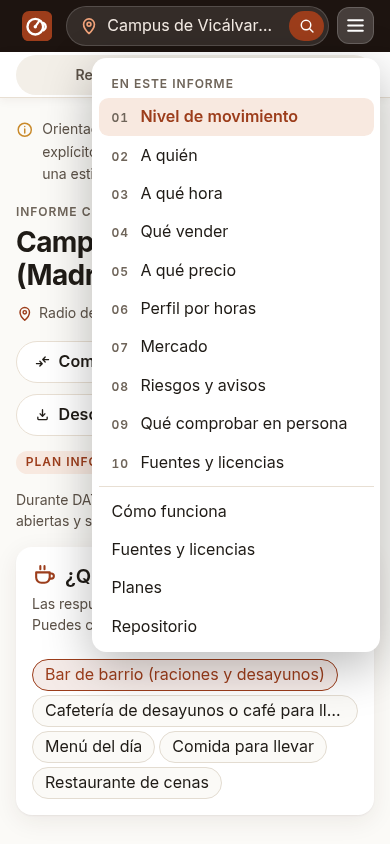 Campus de Vicálvar…
Re
EN ESTE INFORME
01 Nivel de movimiento
02 A quién
03 A qué hora
04 Qué vender
05 A qué precio
06 Perfil por horas
07 Mercado
08 Riesgos y avisos
09 Qué comprobar en persona
10 Fuentes y licencias
Cómo funciona
Fuentes y licencias
Planes
Repositorio
Orienta
explícit
una esti
INFORME C
Camp
(Madr
Radio de
Com
Desc
PLAN INFO
Durante DA
abiertas y s
¿Q
Las respu
Puedes c
Bar de barrio (raciones y desayunos)
Cafetería de desayunos o café para ll…
Menú del día
Comida para llevar
Restaurante de cenas